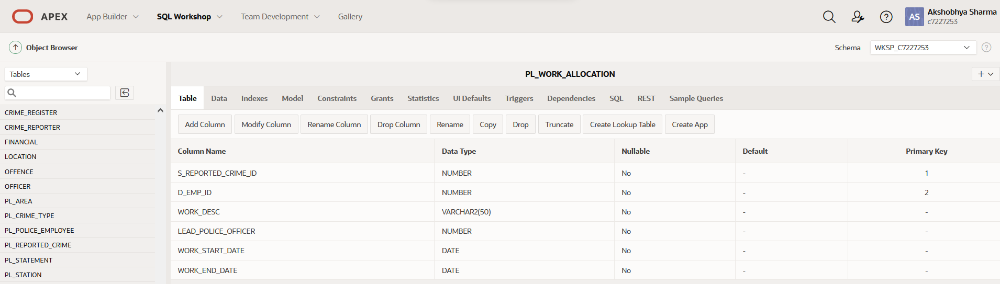 APEX App Builder SQL Workshop Team Development Gallery AS Akshobhya Sharma
c7227253
Object Browser Schema WKSP_C7227253
Tables
PL_WORK_ALLOCATION
Table Data Indexes Model Constraints Grants Statistics UI Defaults Triggers Dependencies SQL REST Sample Queries
CRIME_REGISTER
CRIME_REPORTER
FINANCIAL
LOCATION
OFFENCE
OFFICER
PL_AREA
PL_CRIME_TYPE
PL_POLICE_EMPLOYEE
PL_REPORTED_CRIME
PL_STATEMENT
PL_STATION
Add Column Modify Column Rename Column Drop Column Rename Copy Drop Truncate Create Lookup Table Create App
Column Name Data Type Nullable Default Primary Key
S_REPORTED_CRIME_ID NUMBER No - 1
D_EMP_ID NUMBER No - 2
WORK_DESC VARCHAR2(50) No - -
LEAD_POLICE_OFFICER NUMBER No - -
WORK_START_DATE DATE No - -
WORK_END_DATE DATE No - -